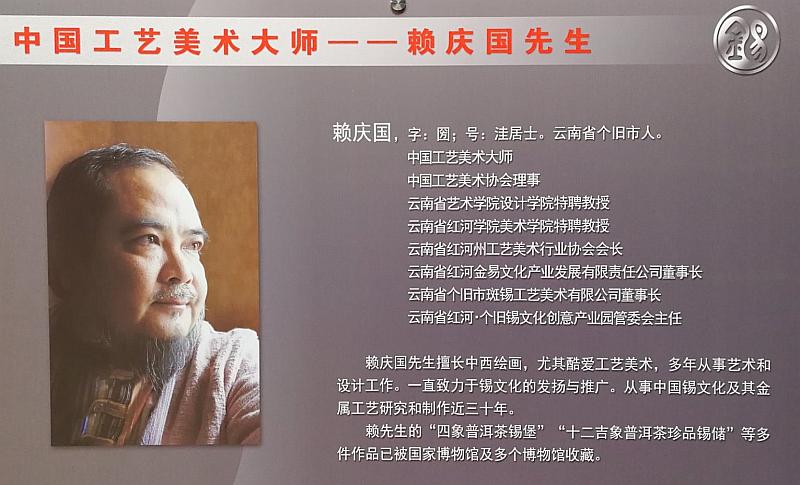 中国工艺美术大师——赖庆国先生
赖庆国，字：圀；号：洼居士。云南省个旧市人。
中国工艺美术大师
中国工艺美术协会理事
云南省艺术学院设计学院特聘教授
云南省红河学院美术学院特聘教授
云南省红河州工艺美术行业协会会长
云南省红河金易文化产业发展有限责任公司董事长
云南省个旧市斑锡工艺美术有限公司董事长
云南省红河·个旧锡文化创意产业园管委会主任
赖庆国先生擅长中西绘画，尤其酷爱工艺美术，多年从事艺术和
设计工作。一直致力于锡文化的发扬与推广。从事中国锡文化及其金
属工艺研究和制作近三十年。
赖先生的“四象普洱茶锡堡”“十二吉象普洱茶珍品锡储”等多
件作品已被国家博物馆及多个博物馆收藏。